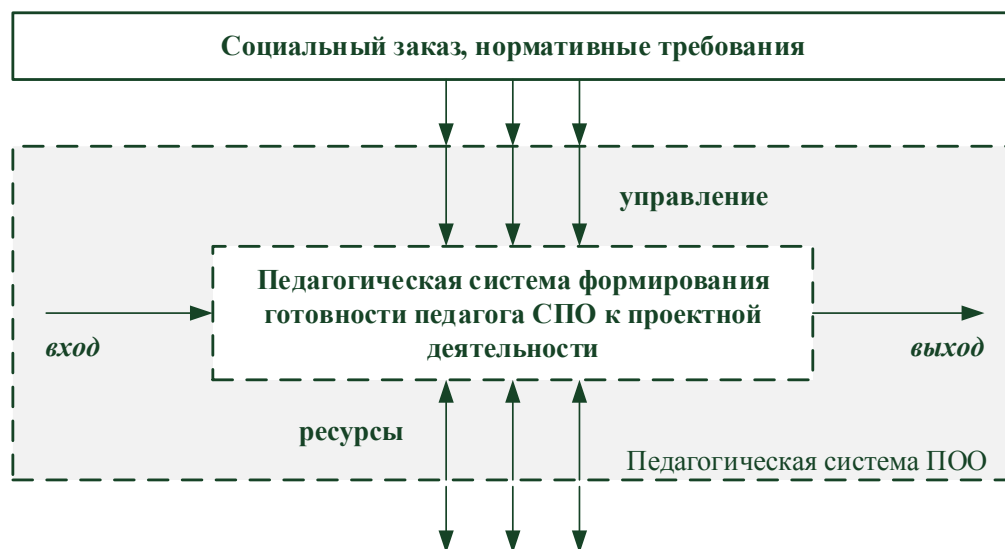 Социальный заказ, нормативные требования
управление
Педагогическая система формирования
готовности педагога СПО к проектной
деятельности
вход
выход
ресурсы
Педагогическая система ПОО